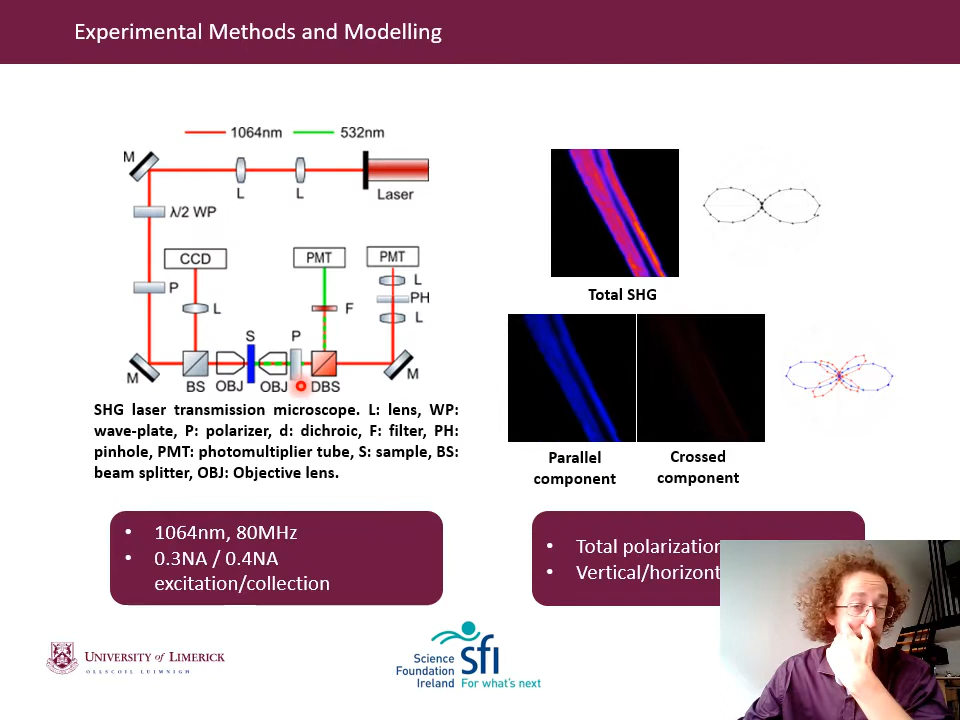 Experimental Methods and Modelling
1064nm
532nm
M
L
L
Laser
λ/2 WP
CCD
PMT
PMT
P
L
F
L
PH
L
S
P
M
BS
OBJ
OBJ
DBS
M
SHG laser transmission microscope. L: lens, WP:
wave-plate, P: polarizer, d: dichroic, F: filter, PH:
pinhole, PMT: photomultiplier tube, S: sample, BS:
beam splitter, OBJ: Objective lens.
Total SHG
Parallel
component
Crossed
component
• 1064nm, 80MHz
• 0.3NA / 0.4NA
excitation/collection
• Total polarization
• Vertical/horizont
UNIVERSITY of LIMERICK
OLLSCOIL LUIMNIGH
Science
Foundation
Ireland
sfi
For what's next